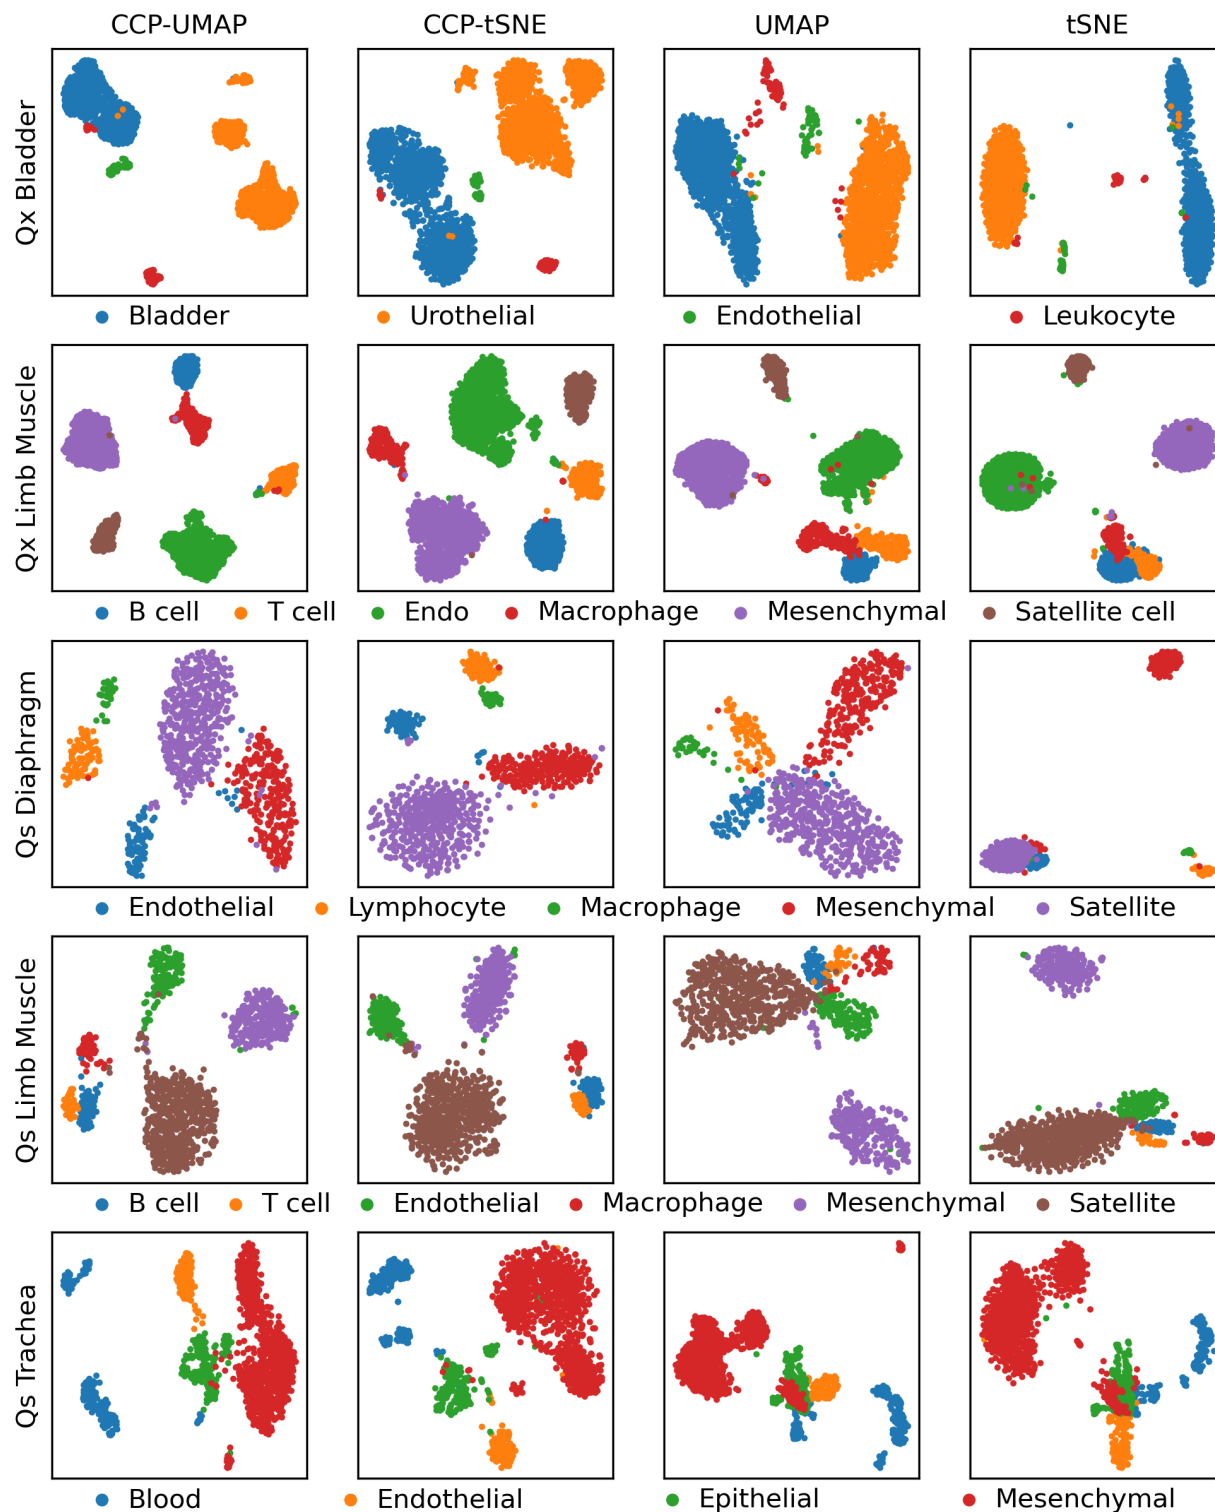 CCP-UMAP CCP-tSNE UMAP tSNE
Qx Bladder
Bladder Urothelial Endothelial Leukocyte
Qx Limb Muscle
B cell T cell Endo Macrophage Mesenchymal Satellite cell
Qs Diaphragm
Endothelial Lymphocyte Macrophage Mesenchymal Satellite
Qs Limb Muscle
B cell T cell Endothelial Macrophage Mesenchymal Satellite
Qs Trachea
Blood Endothelial Epithelial Mesenchymal